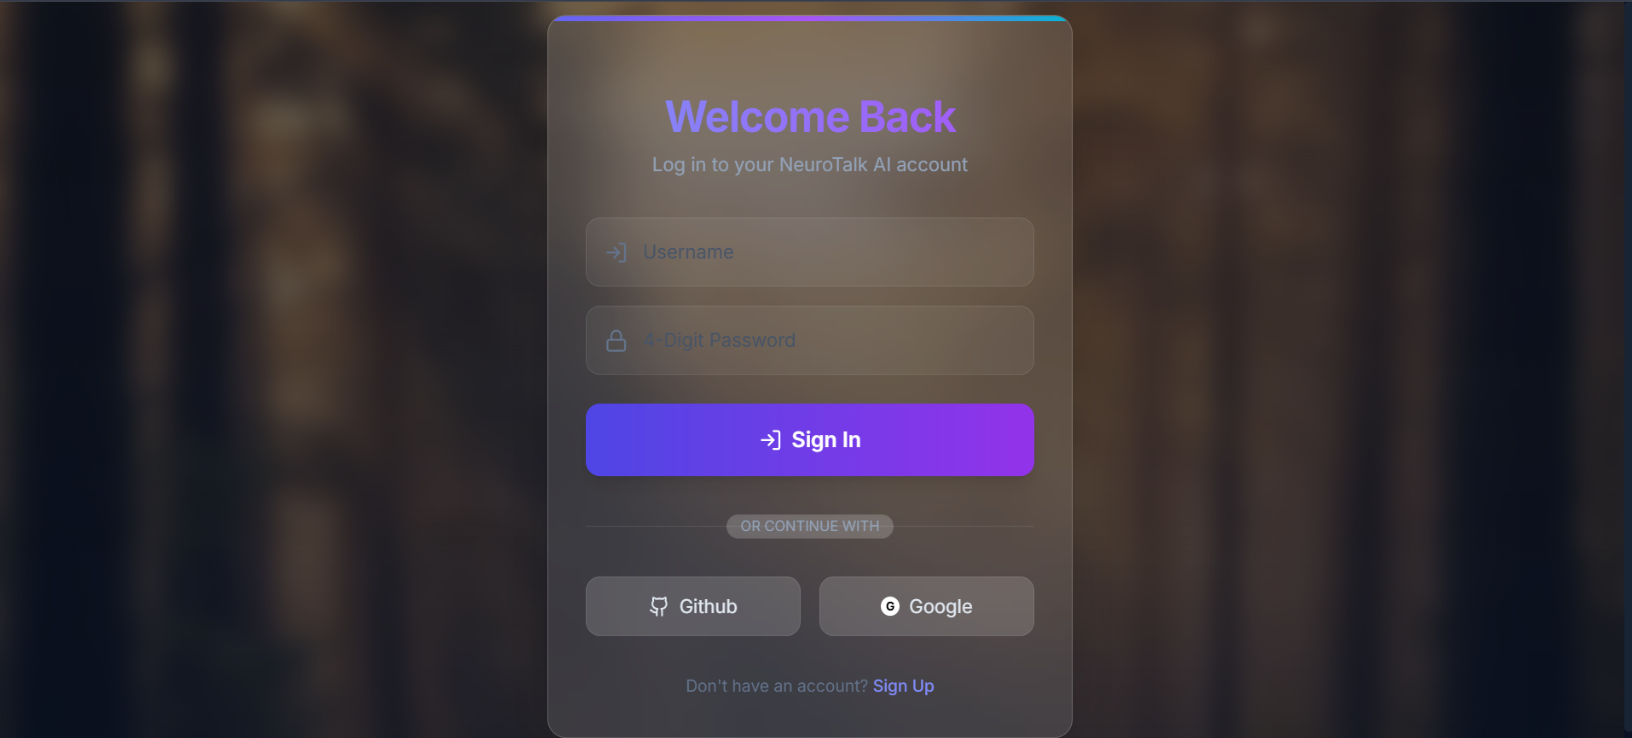 Welcome Back
Log in to your NeuroTalk AI account
Username
4-Digit Password
Sign In
OR CONTINUE WITH
Github
G Google
Don't have an account? Sign Up